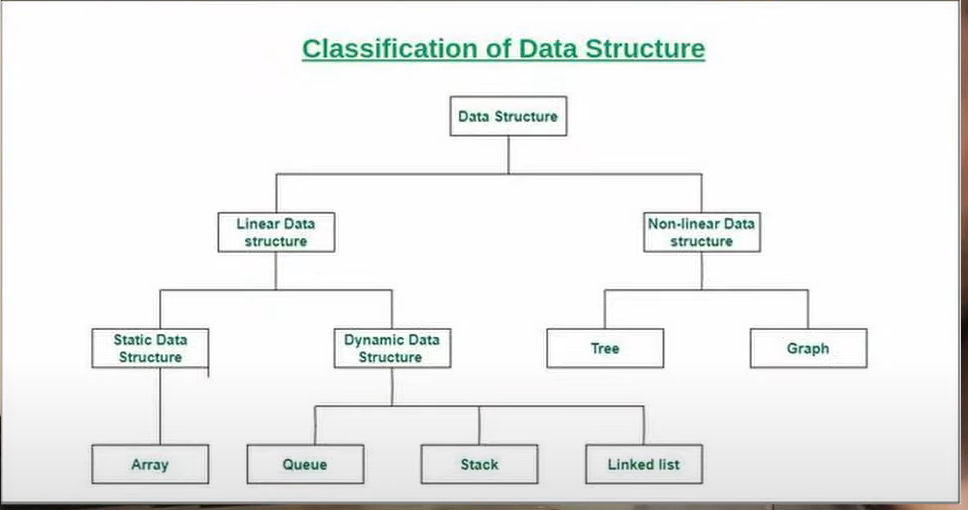 Classification of Data Structure
Data Structure
Linear Data
structure
Non-linear Data
structure
Static Data
Structure
Dynamic Data
Structure
Tree
Graph
Array
Queue
Stack
Linked list